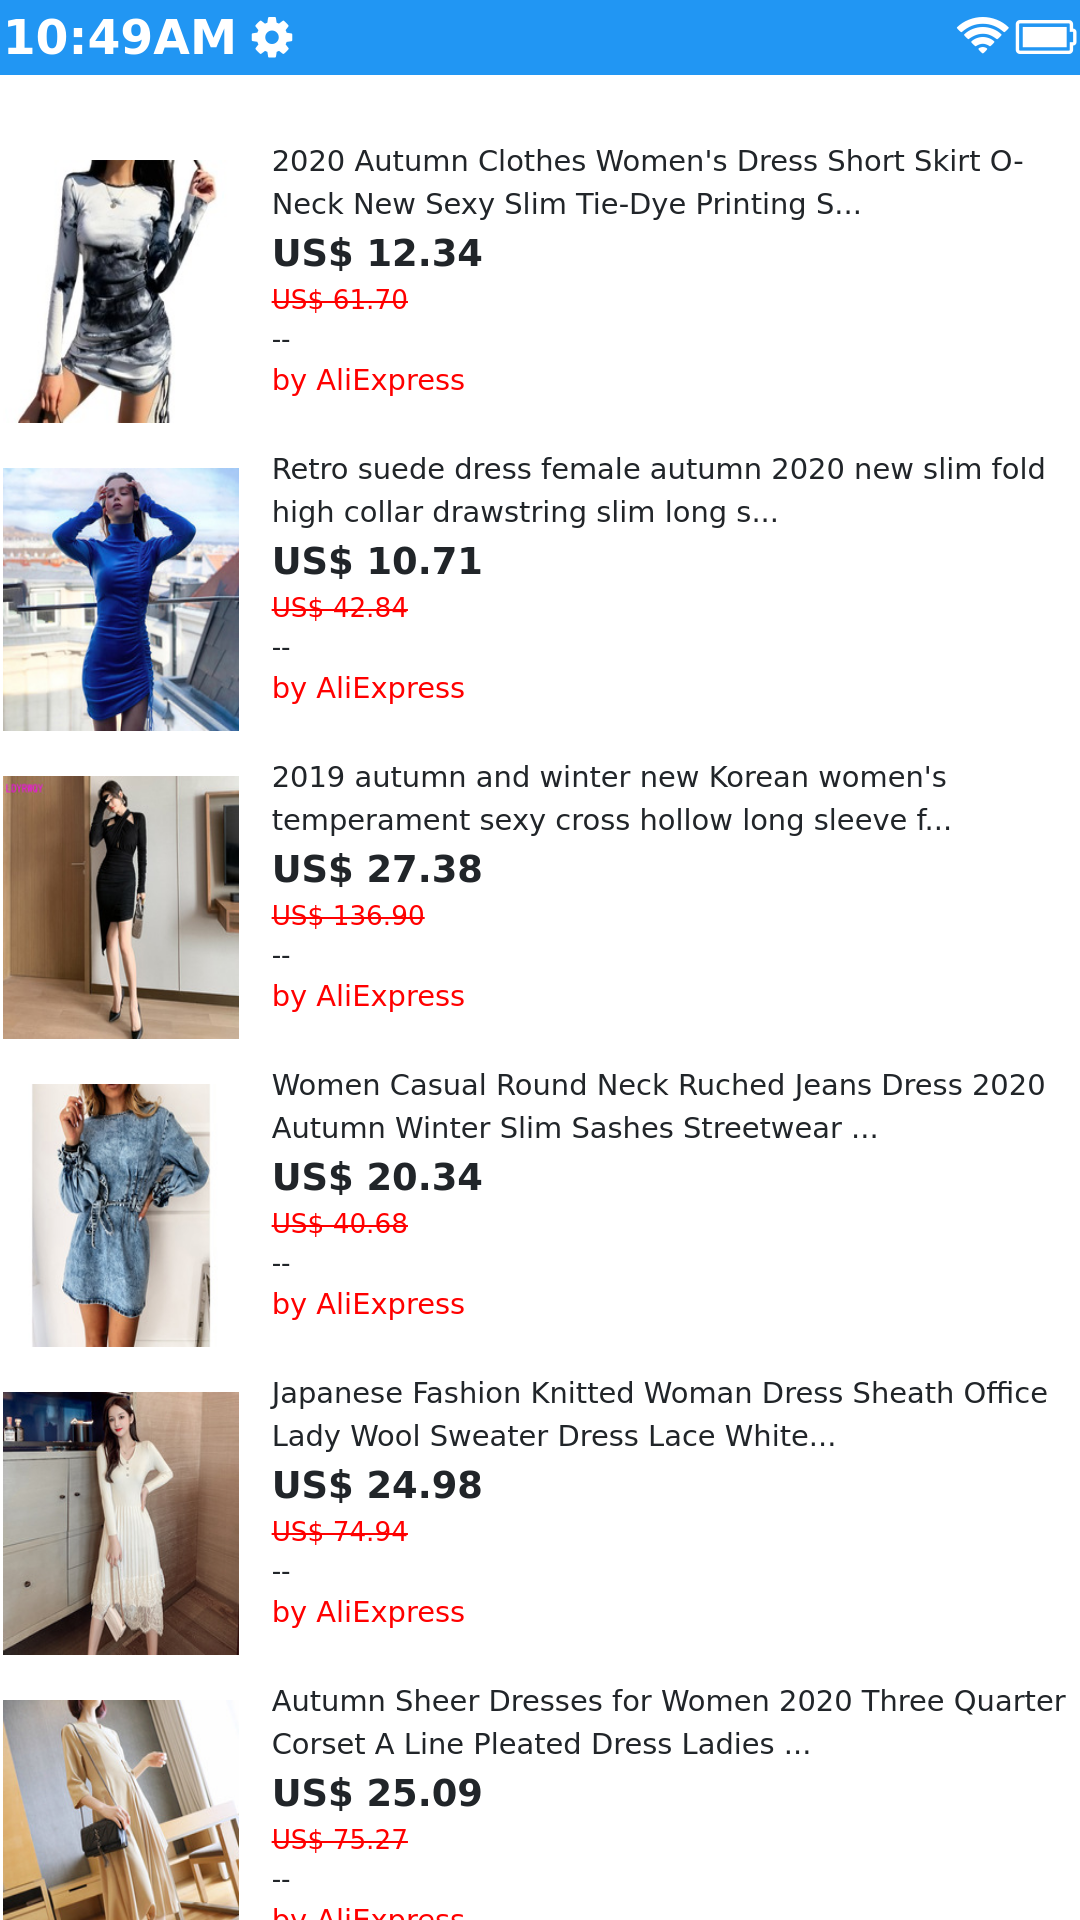 10:49AM
2020 Autumn Clothes Women's Dress Short Skirt O-
Neck New Sexy Slim Tie-Dye Printing S...
US$ 12.34
US$ 61.70
--
by AliExpress
Retro suede dress female autumn 2020 new slim fold
high collar drawstring slim long s...
US$ 10.71
US$ 42.84
--
by AliExpress
2019 autumn and winter new Korean women's
temperament sexy cross hollow long sleeve f...
US$ 27.38
US$ 136.90
--
by AliExpress
Women Casual Round Neck Ruched Jeans Dress 2020
Autumn Winter Slim Sashes Streetwear ...
US$ 20.34
US$ 40.68
--
by AliExpress
Japanese Fashion Knitted Woman Dress Sheath Office
Lady Wool Sweater Dress Lace White...
US$ 24.98
US$ 74.94
--
by AliExpress
Autumn Sheer Dresses for Women 2020 Three Quarter
Corset A Line Pleated Dress Ladies ...
US$ 25.09
US$ 75.27
--
by AliExpress